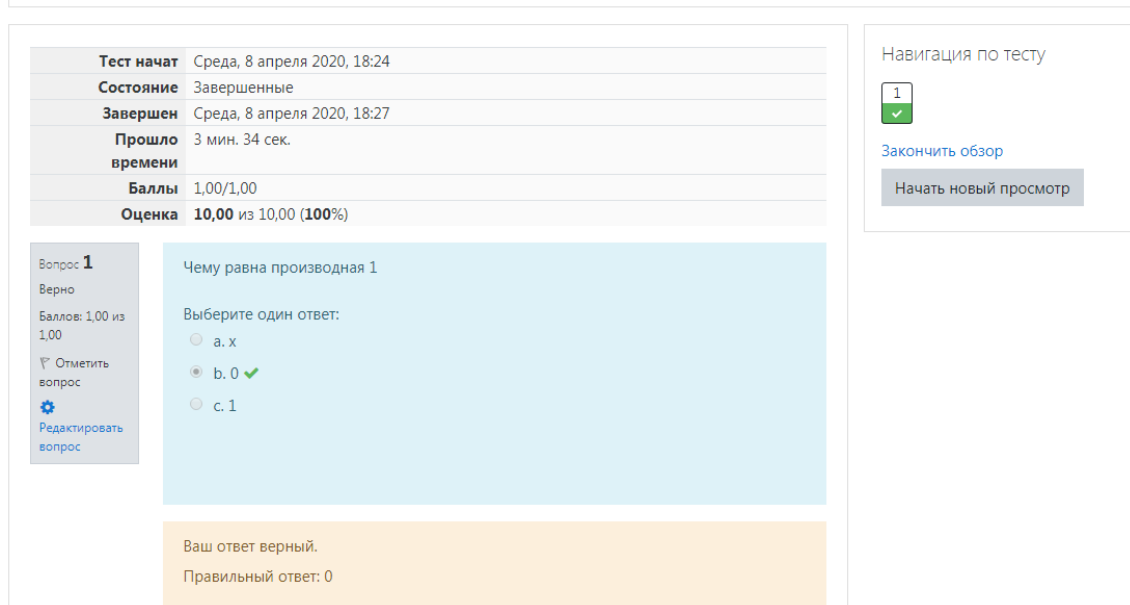 Тест начат Среда, 8 апреля 2020, 18:24
Состояние Завершенные
Завершен Среда, 8 апреля 2020, 18:27
Прошло 3 мин. 34 сек.
времени
Баллы 1,00/1,00
Оценка 10,00 из 10,00 (100%)
Вопрос 1
Верно
Баллов: 1,00 из
1,00
Отметить
вопрос
Редактировать
вопрос
Чему равна производная 1
Выберите один ответ:
a. x
b. 0
c. 1
Ваш ответ верный.
Правильный ответ: 0
Навигация по тесту
1
Закончить обзор
Начать новый просмотр